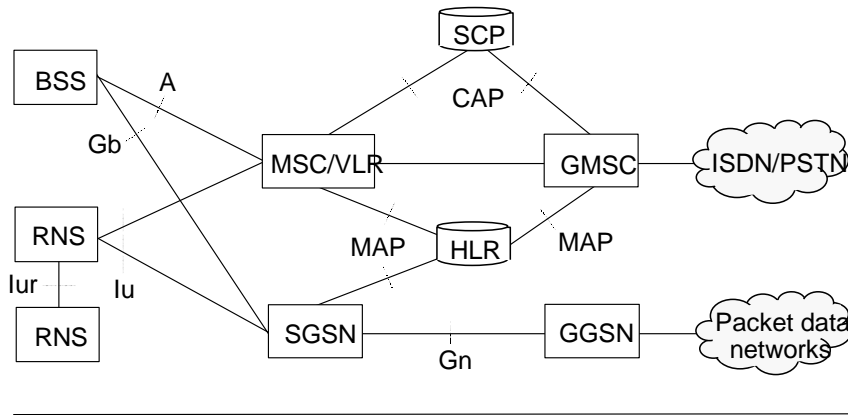 SCP
BSS
A
CAP
Gb
MSC/VLR
GMSC
ISDN/PSTN
RNS
MAP
HLR
MAP
Iur
Iu
RNS
SGSN
Gn
GGSN
Packet data
networks